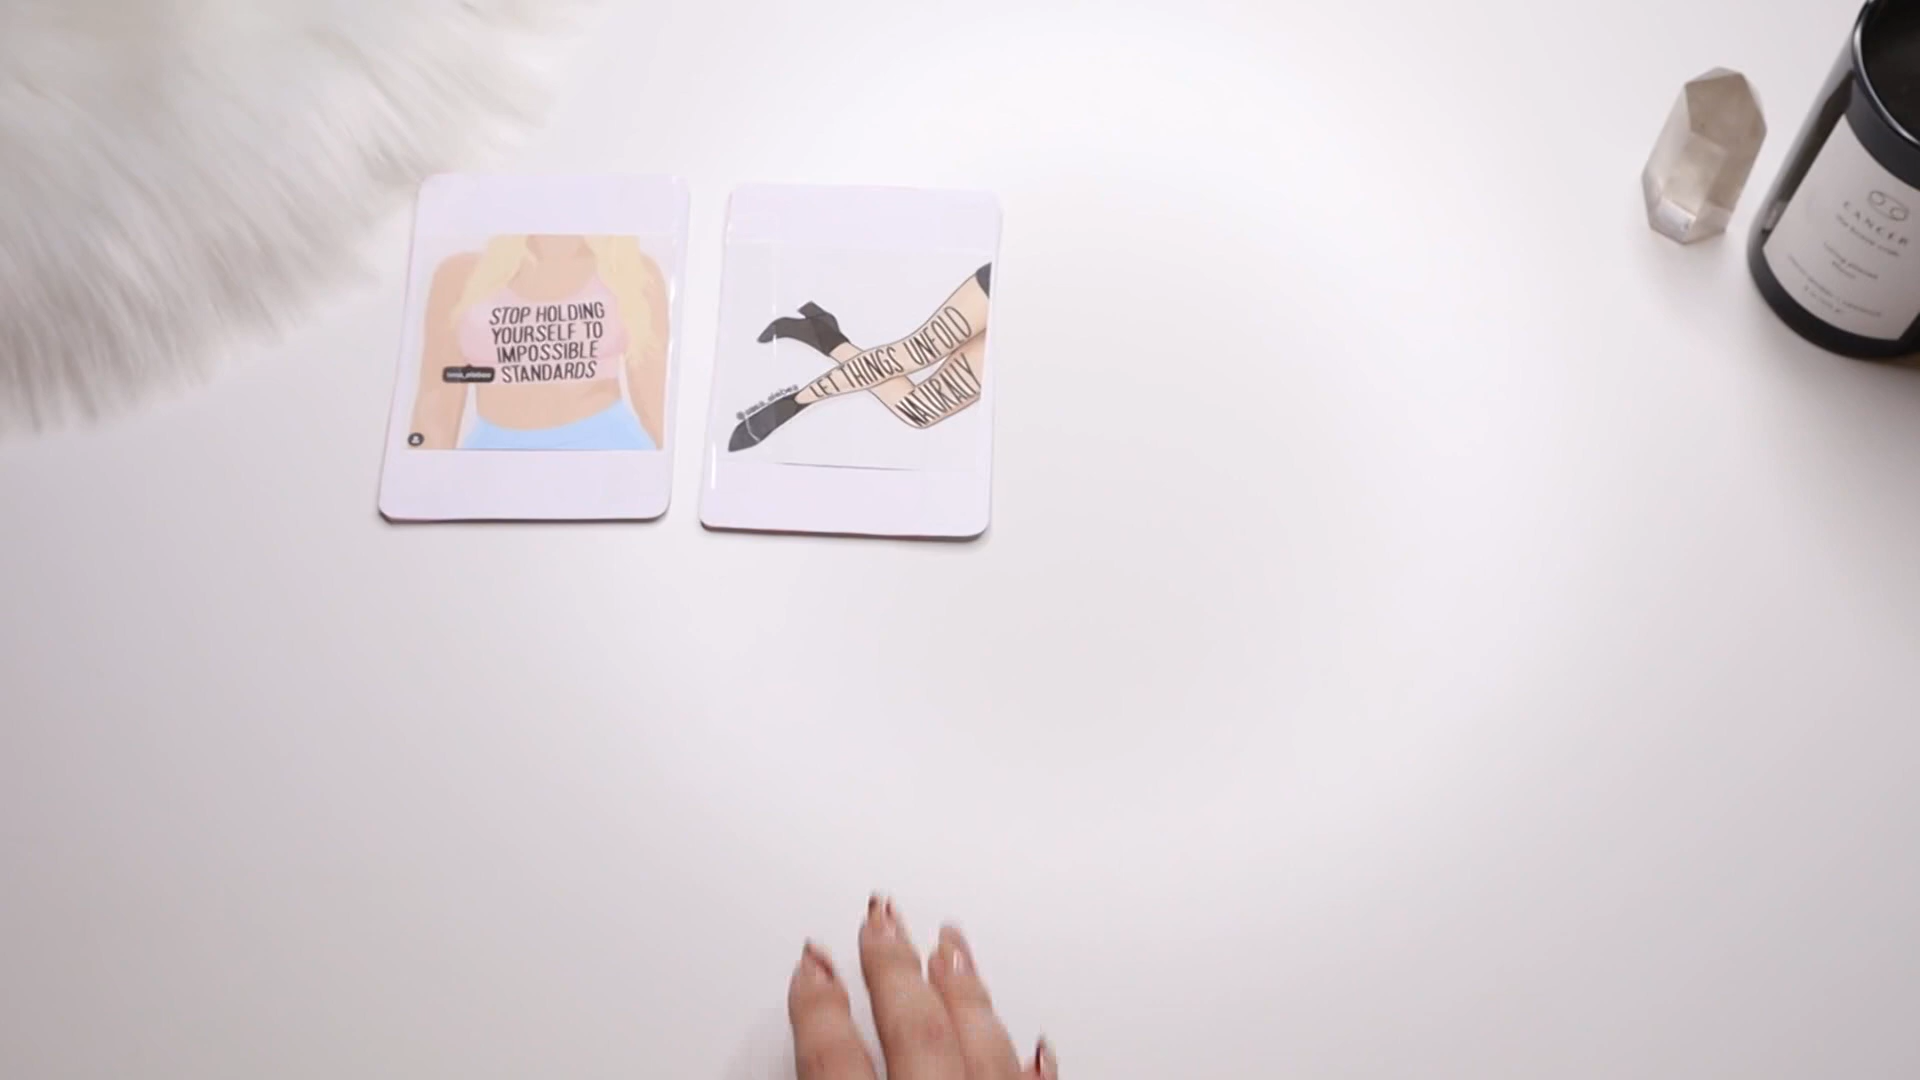 STOP HOLDING
YOURSELF TO
IMPOSSIBLE
STANDARDS
LET THINGS UNFOLD
NATURALLY
CANCER